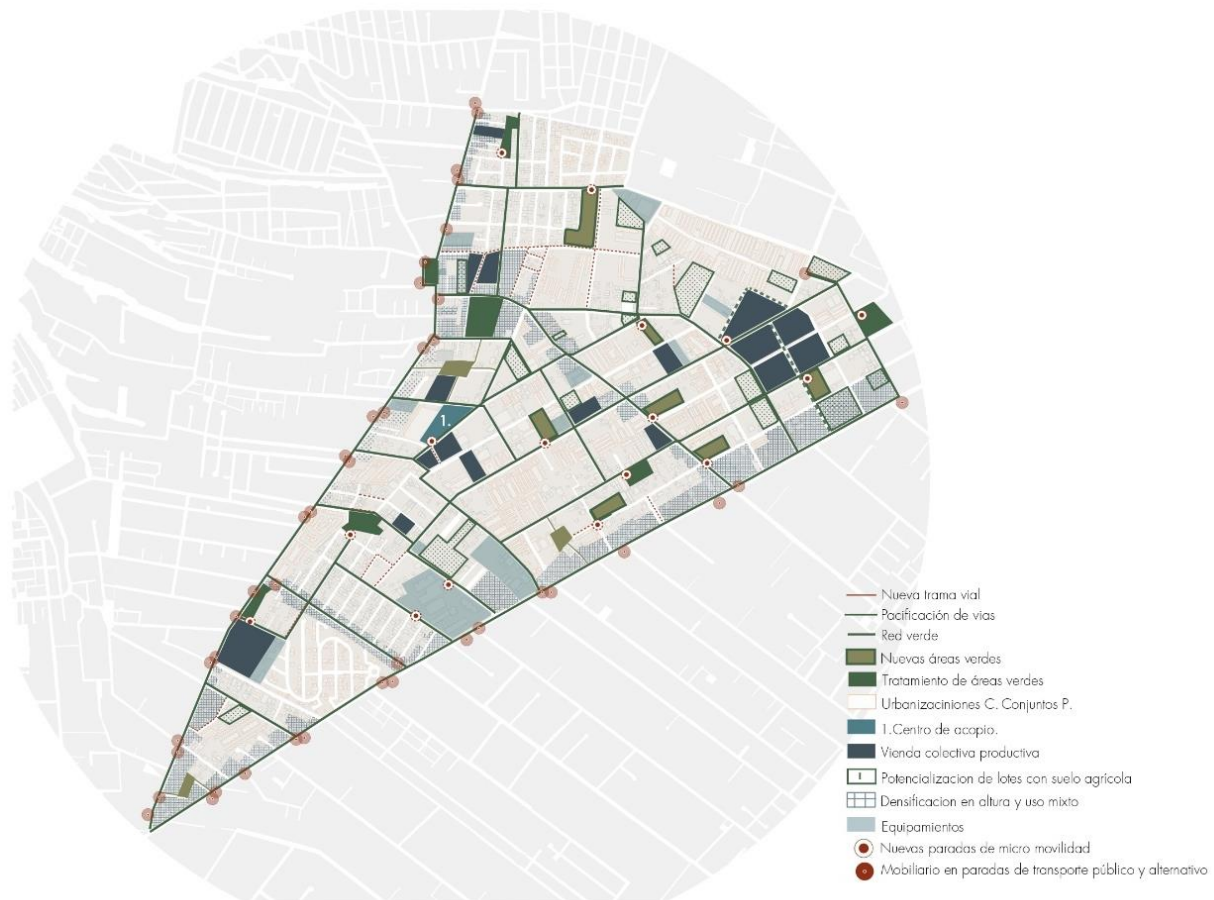 1.
Nueva trama vial
Pacificación de vias
Red verde
Nuevas áreas verdes
Tratamiento de áreas verdes
Urbanizaciniones C. Conjuntos P.
1.Centro de acopio.
Vienda colectiva productiva
Potencializacion de lotes con suelo agrícola
Densificacion en altura y uso mixto
Equipamientos
Nuevas paradas de micro movilidad
Mobiliario en paradas de transporte público y alternativo